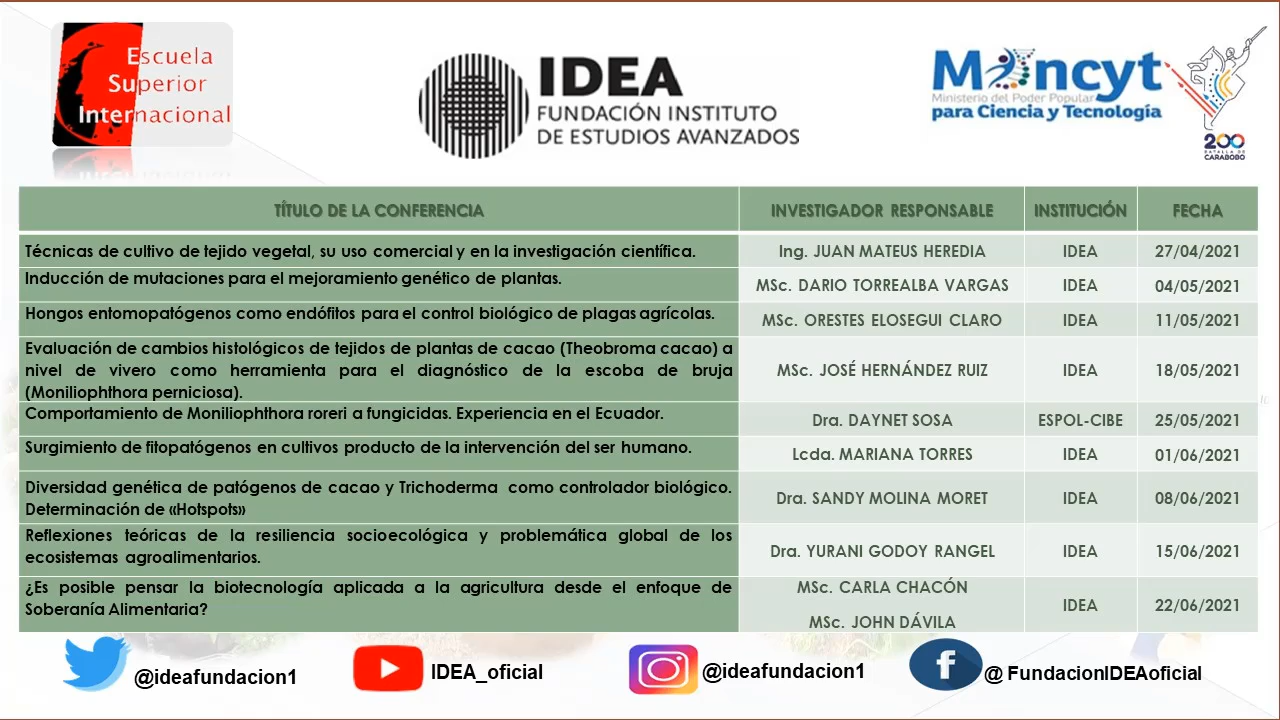 Escuela
Superior
Internacional
IDEA
FUNDACIÓN INSTITUTO
DE ESTUDIOS AVANZADOS
Mincyt
Ministerio del Poder Popular
para Ciencia y Tecnología
200
BATALLA DE
CARABOBO
TÍTULO DE LA CONFERENCIA INVESTIGADOR RESPONSABLE INSTITUCIÓN FECHA
Técnicas de cultivo de tejido vegetal, su uso comercial y en la investigación científica. Ing. JUAN MATEUS HEREDIA IDEA 27/04/2021
Inducción de mutaciones para el mejoramiento genético de plantas. MSc. DARIO TORREALBA VARGAS IDEA 04/05/2021
Hongos entomopatógenos como endófitos para el control biológico de plagas agrícolas. MSc. ORESTES ELOSEGUI CLARO IDEA 11/05/2021
Evaluación de cambios histológicos de tejidos de plantas de cacao (Theobroma cacao) a
nivel de vivero como herramienta para el diagnóstico de la escoba de bruja MSc. JOSÉ HERNÁNDEZ RUIZ IDEA 18/05/2021
(Moniliophthora perniciosa).
Comportamiento de Moniliophthora roreri a fungicidas. Experiencia en el Ecuador. Dra. DAYNET SOSA ESPOL-CIBE 25/05/2021
Surgimiento de fitopatógenos en cultivos producto de la intervención del ser humano. Lcda. MARIANA TORRES IDEA 01/06/2021
Diversidad genética de patógenos de cacao y Trichoderma como controlador biológico. Dra. SANDY MOLINA MORET IDEA 08/06/2021
Determinación de «Hotspots»
Reflexiones teóricas de la resiliencia socioecológica y problemática global de los Dra. YURANI GODOY RANGEL IDEA 15/06/2021
ecosistemas agroalimentarios.
¿Es posible pensar la biotecnología aplicada a la agricultura desde el enfoque de MSc. CARLA CHACÓN IDEA 22/06/2021
Soberanía Alimentaria? MSc. JOHN DÁVILA
@ideafundacion1
IDEA_oficial
@ideafundacion1
@ FundacionIDEAoficial